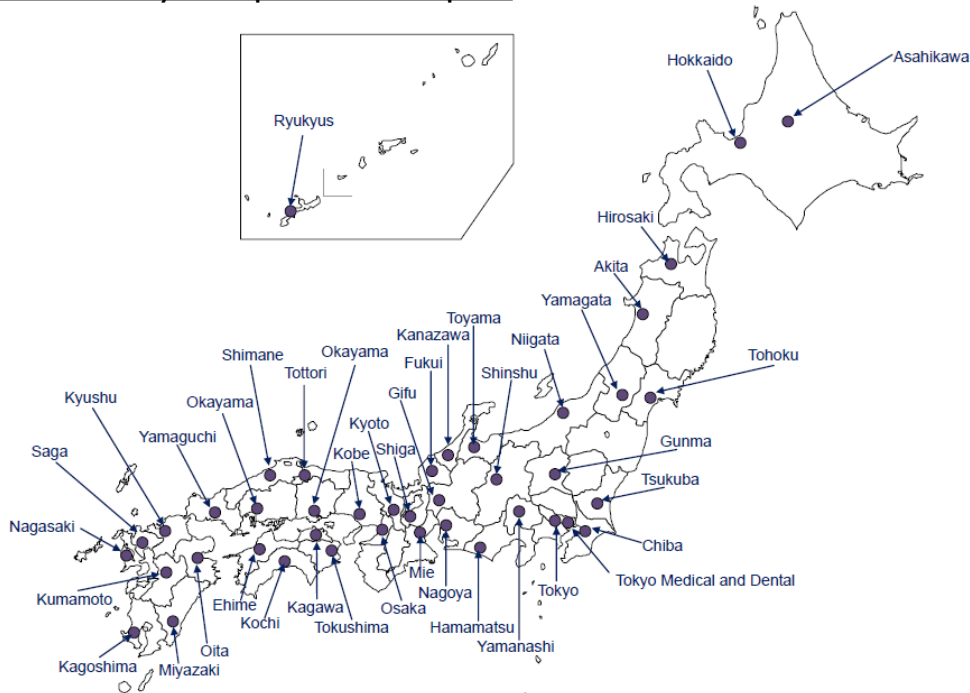 Hokkaido
Asahikawa
Ryukyus
Hirosaki
Akita
Yamagata
Toyama
Kanazawa
Niigata
Okayama
Shimane
Fukui
Tohoku
Tottori
Shinshu
Kyushu
Gifu
Okayama
Kyoto
Yamaguchi
Gunma
Saga
Kobe
Shiga
Tsukuba
Nagasaki
Chiba
Mie
Tokyo Medical and Dental
Kumamoto
Nagoya
Tokyo
Ehime
Kagawa
Osaka
Kochi
Tokushima
Hamamatsu
Yamanashi
Oita
Kagoshima
Miyazaki